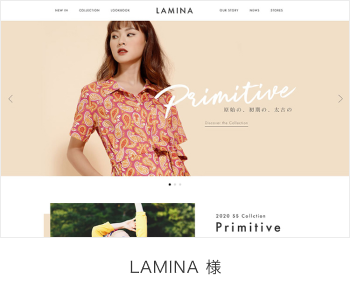 NEW IN COLLECTION LOOKBOOK LAMINA OUR STORY NEWS STORES
Primitive
原始の、初期の、太古の
Discover the Collection
2020 SS Collction
Primitive
LAMINA 様